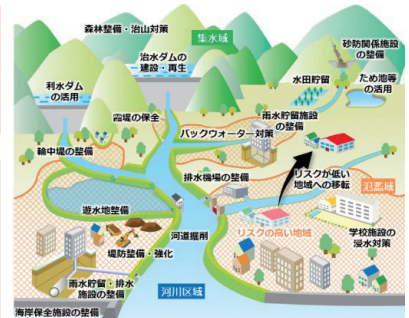 森林整備・治山対策
集水域
砂防関係施設
の整備
治水ダムの
建設・再生
水田貯留
ため池等
の活用
利水ダム
の活用
霞堤の保全
雨水貯留施設
の整備
バックウォーター対策
輪中堤の整備
排水機場の整備
リスクが低い
地域への移転
氾濫域
遊水地整備
リスクの高い地域
学校施設の
浸水対策
河道掘削
堤防整備・強化
雨水貯留・排水
施設の整備
河川区域
海岸保全施設の整備